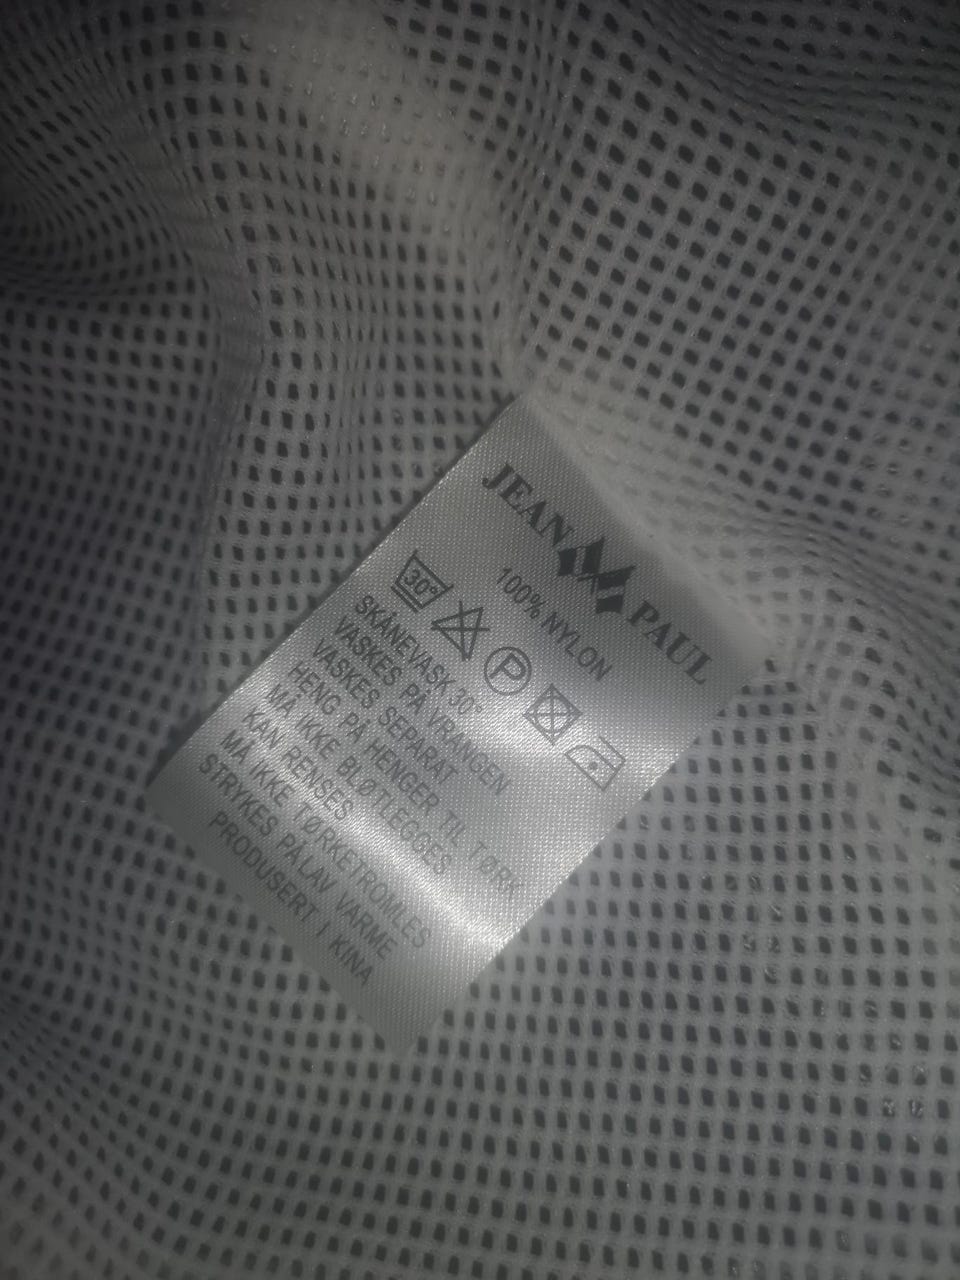 JEAN PAUL
100% NYLON
30° P
SKÅNEVASK 30°
VASKES PÅ VRANGEN
VASKES SEPARAT
HENG PÅ HENGER TIL TØRK
MÅ IKKE BLØTLEGGES
KAN RENSES
MÅ IKKE TØRKETROMLES
STRYKES PÅ LAV VARME
PRODUSERT I KINA